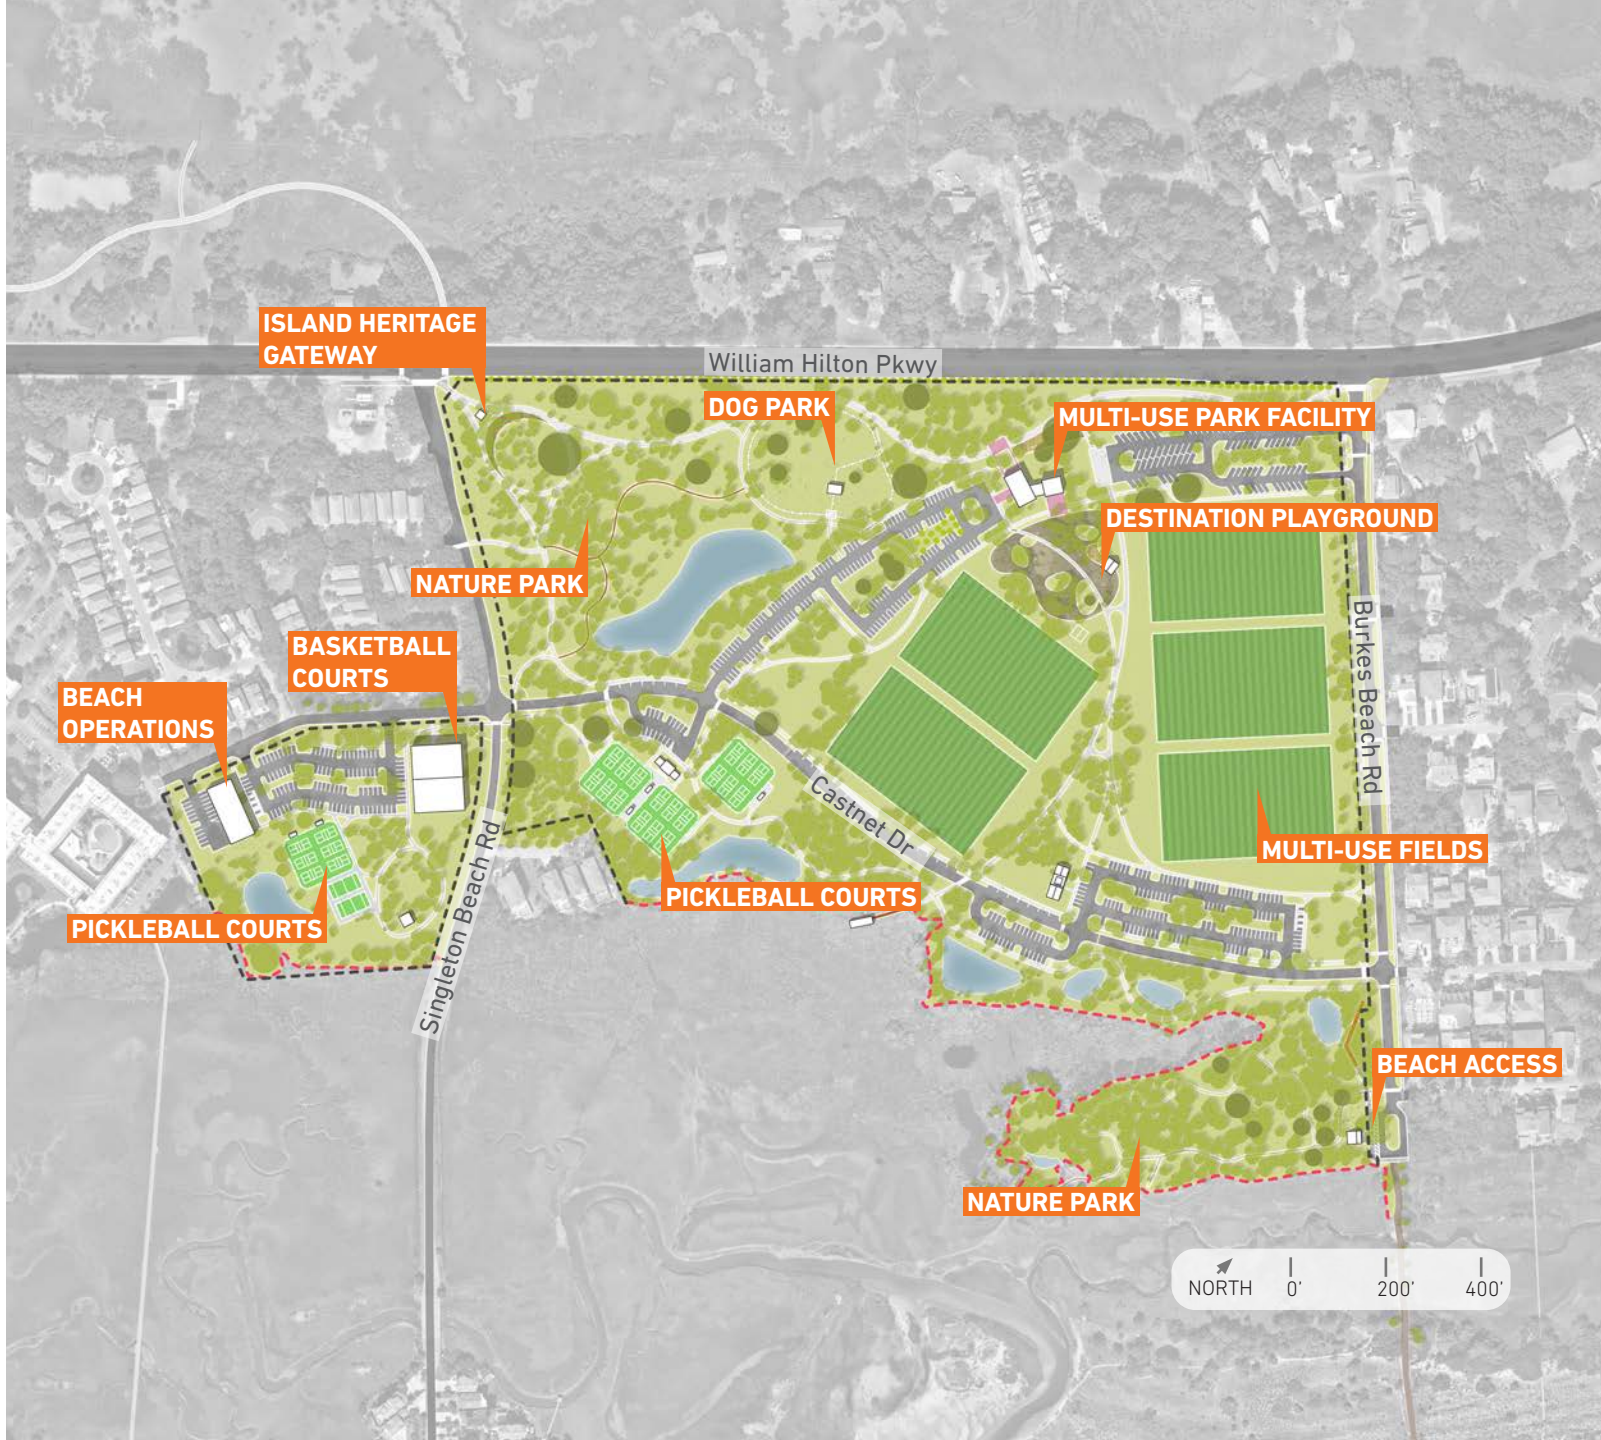 ISLAND HERITAGE
GATEWAY
William Hilton Pkwy
DOG PARK
MULTI-USE PARK FACILITY
DESTINATION PLAYGROUND
NATURE PARK
BASKETBALL
COURTS
BEACH
OPERATIONS
Burkes Beach Rd
Castnet Dr
MULTI-USE FIELDS
PICKLEBALL COURTS
PICKLEBALL COURTS
Singleton Beach Rd
BEACH ACCESS
NATURE PARK
NORTH 0' 200' 400'